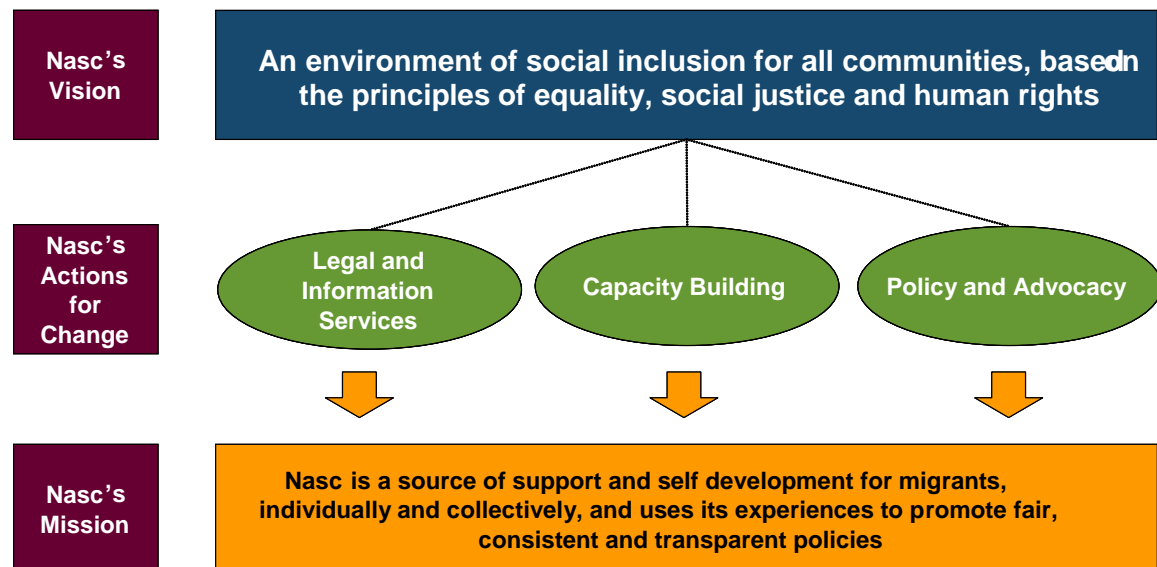 Nasc's
Vision
An environment of social inclusion for all communities, based on
the principles of equality, social justice and human rights
Nasc's
Actions
for
Change
Legal and
Information
Services
Capacity Building
Policy and Advocacy
Nasc's
Mission
Nasc is a source of support and self development for migrants,
individually and collectively, and uses its experiences to promote fair,
consistent and transparent policies